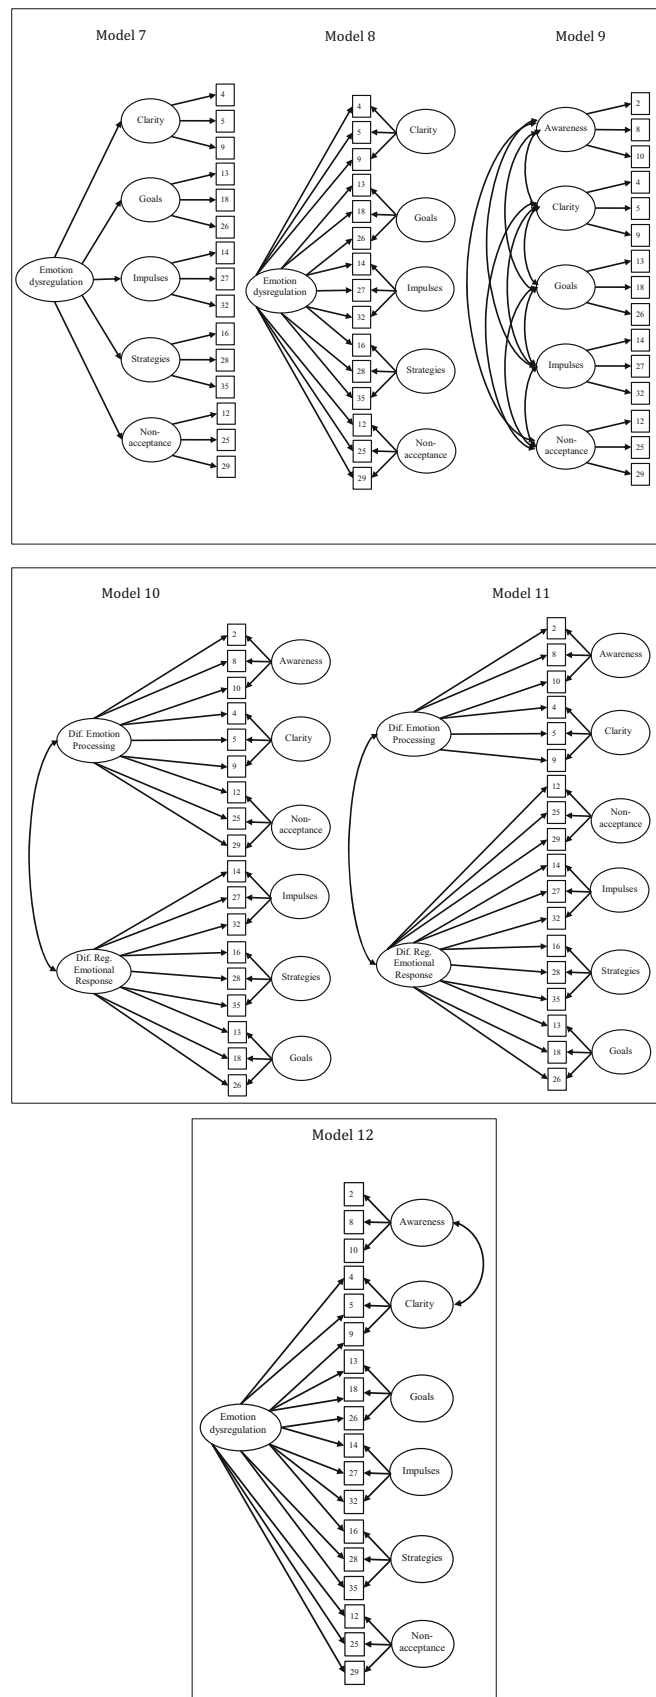 Model 7
Clarity
4
5
9
Goals
13
18
26
Emotion
dysregulation
Impulses
14
27
32
Strategies
16
28
35
Non-
acceptance
12
25
29
Model 8
4
5
9
Clarity
13
18
26
Goals
Emotion
dysregulation
14
27
32
Impulses
16
28
35
Strategies
12
25
29
Non-
acceptance
Model 9
Awareness
2
8
10
Clarity
4
5
9
Goals
13
18
26
Impulses
14
27
32
Non-
acceptance
12
25
29
Model 10
2
8
10
Awareness
Dif. Emotion
Processing
4
5
9
Clarity
12
25
29
Non-
acceptance
14
27
32
Impulses
Dif. Reg.
Emotional
Response
16
28
35
Strategies
13
18
26
Goals
Model 11
2
8
10
Awareness
Dif. Emotion
Processing
4
5
9
Clarity
12
25
29
Non-
acceptance
14
27
32
Impulses
Dif. Reg.
Emotional
Response
16
28
35
Strategies
13
18
26
Goals
Model 12
2
8
10
Awareness
4
5
9
Clarity
13
18
26
Goals
Emotion
dysregulation
14
27
32
Impulses
16
28
35
Strategies
12
25
29
Non-
acceptance